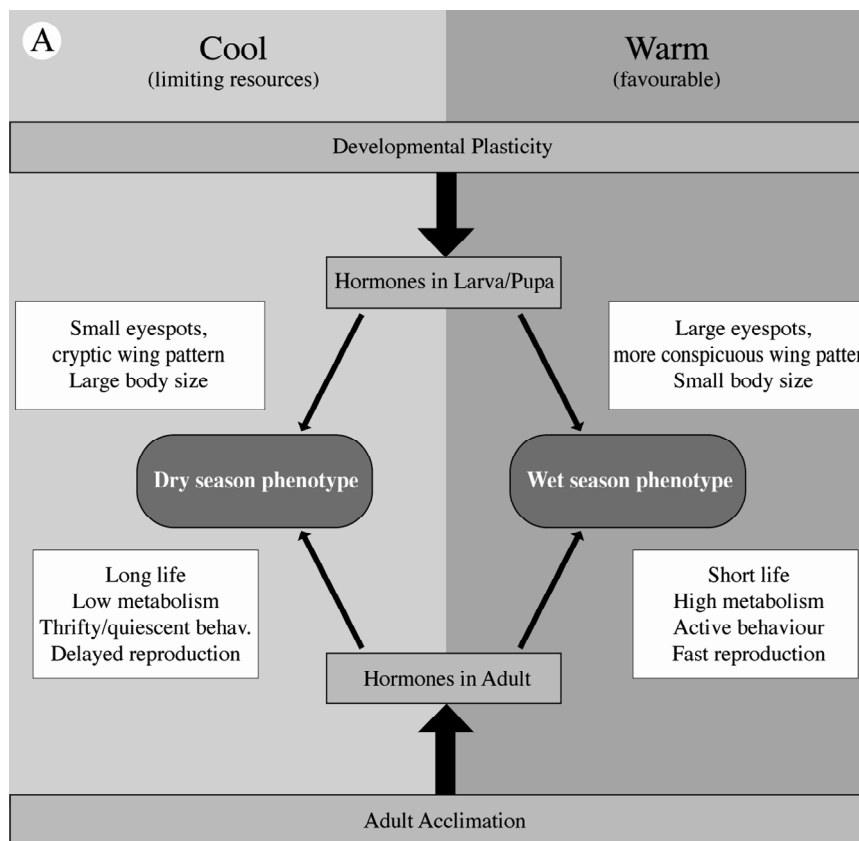 A
Cool
(limiting resources)
Warm
(favourable)
Developmental Plasticity
Hormones in Larva/Pupa
Small eyespots,
cryptic wing pattern
Large body size
Large eyespots,
more conspicuous wing patter
Small body size
Dry season phenotype
Wet season phenotype
Long life
Low metabolism
Thrifty/quiescent behav.
Delayed reproduction
Short life
High metabolism
Active behaviour
Fast reproduction
Hormones in Adult
Adult Acclimation